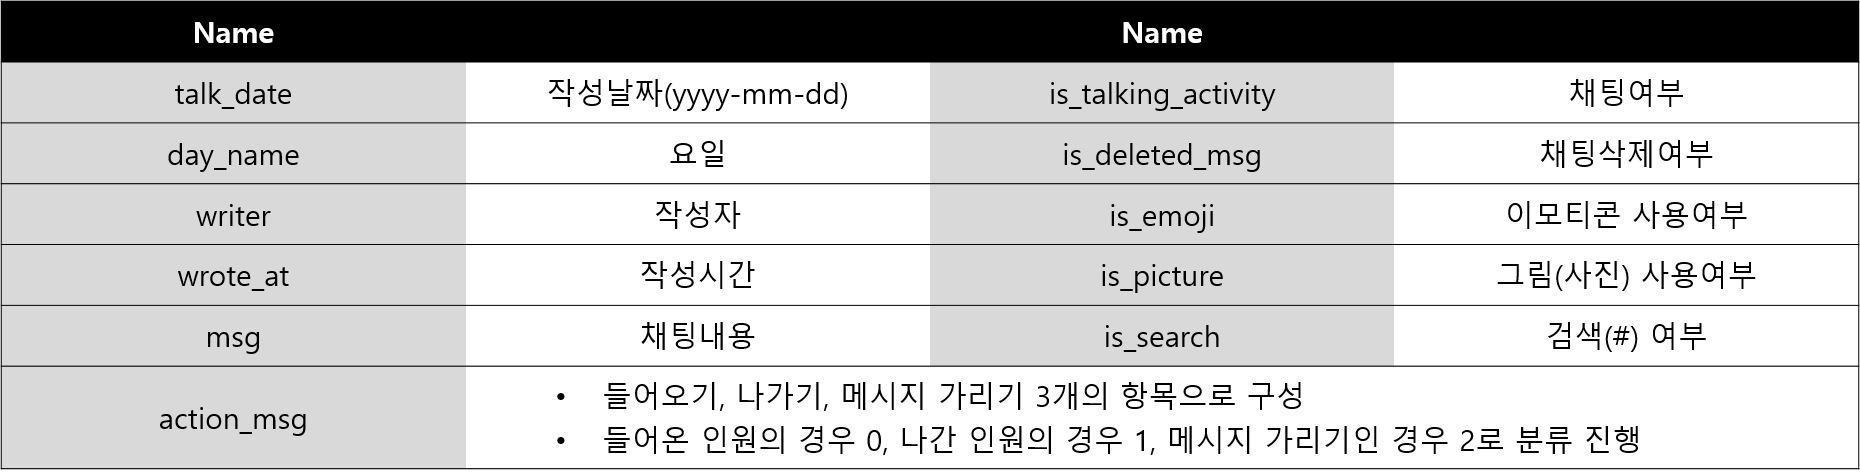 Name Name
talk_date 작성날짜(yyyy-mm-dd) is_talking_activity 채팅여부
day_name 요일 is_deleted_msg 채팅삭제여부
writer 작성자 is_emoji 이모티콘 사용여부
wrote_at 작성시간 is_picture 그림(사진) 사용여부
msg 채팅내용 is_search 검색(#) 여부
action_msg
• 들어오기, 나가기, 메시지 가리기 3개의 항목으로 구성
• 들어온 인원의 경우 0, 나간 인원의 경우 1, 메시지 가리기인 경우 2로 분류 진행